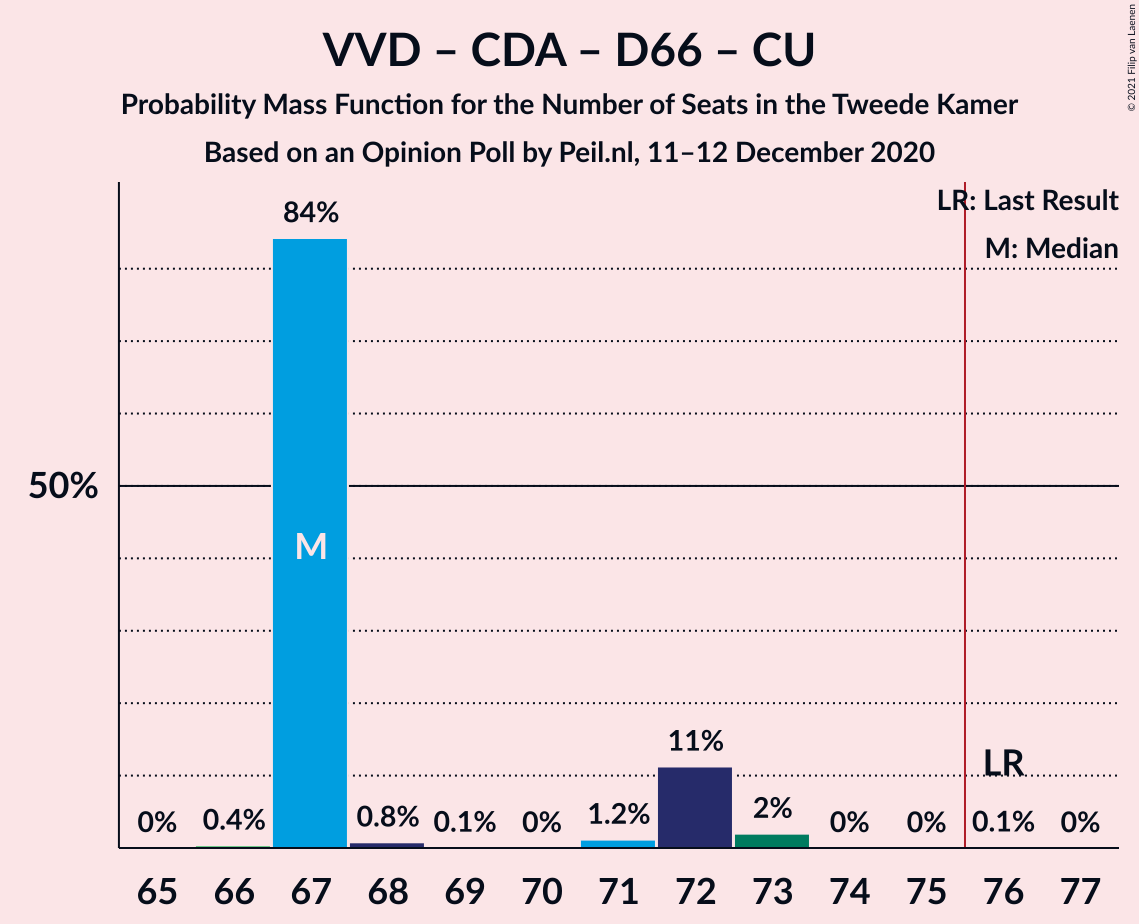 VVD – CDA – D66 – CU
Probability Mass Function for the Number of Seats in the Tweede Kamer
Based on an Opinion Poll by Peil.nl, 11–12 December 2020
© 2021 Filip van Laenen
LR: Last Result
M: Median
84%
50%
M
11%
LR
0% 0.4% 0.8% 0.1% 0% 1.2% 2% 0% 0% 0.1% 0%
65 66 67 68 69 70 71 72 73 74 75 76 77